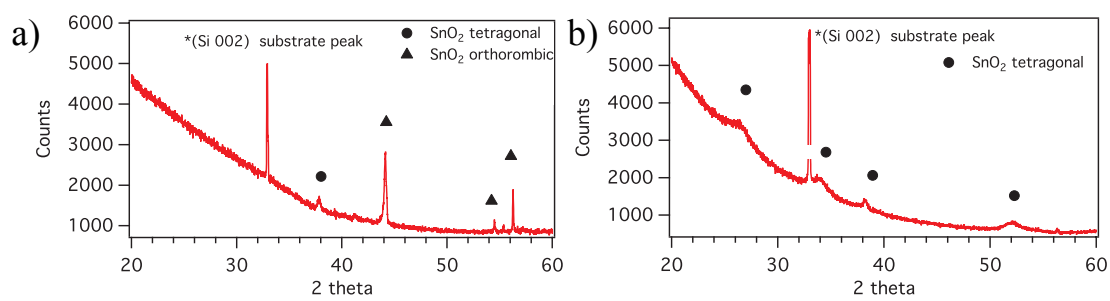 a)
6000
5000
4000
3000
2000
1000
Counts
*(Si 002) substrate peak
SnO₂ tetragonal
SnO₂ orthorombic
20
30
40
50
60
2 theta
b)
6000
5000
4000
3000
2000
1000
Counts
*(Si 002) substrate peak
SnO₂ tetragonal
20
30
40
50
60
2 theta